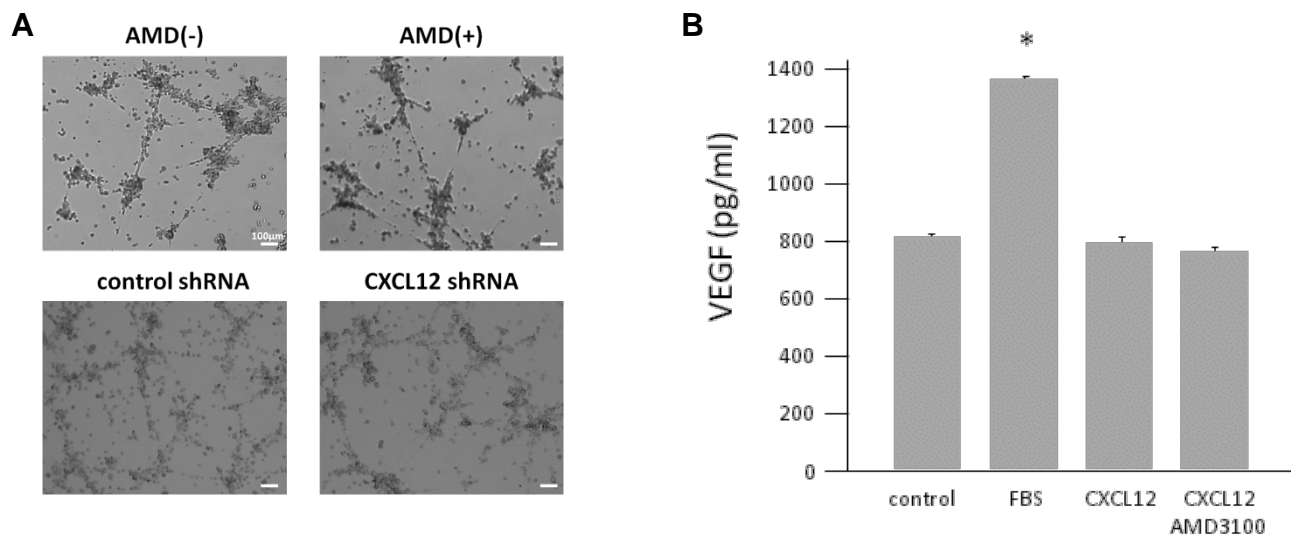 A
AMD(-)
AMD(+)
100μm
control shRNA
CXCL12 shRNA
B
*
VEGF (pg/ml)
1400
1200
1000
800
600
400
200
0
control
FBS
CXCL12
CXCL12
AMD3100